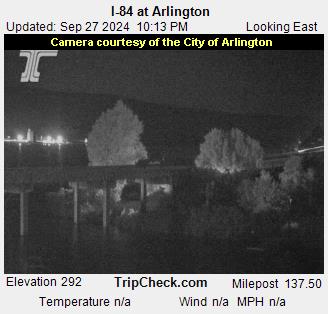 I-84 at Arlington
Updated: Sep 27 2024 10:13 PM Looking East
Camera courtesy of the City of Arlington
Elevation 292 TripCheck.com Milepost 137.50
Temperature n/a Wind n/a MPH n/a